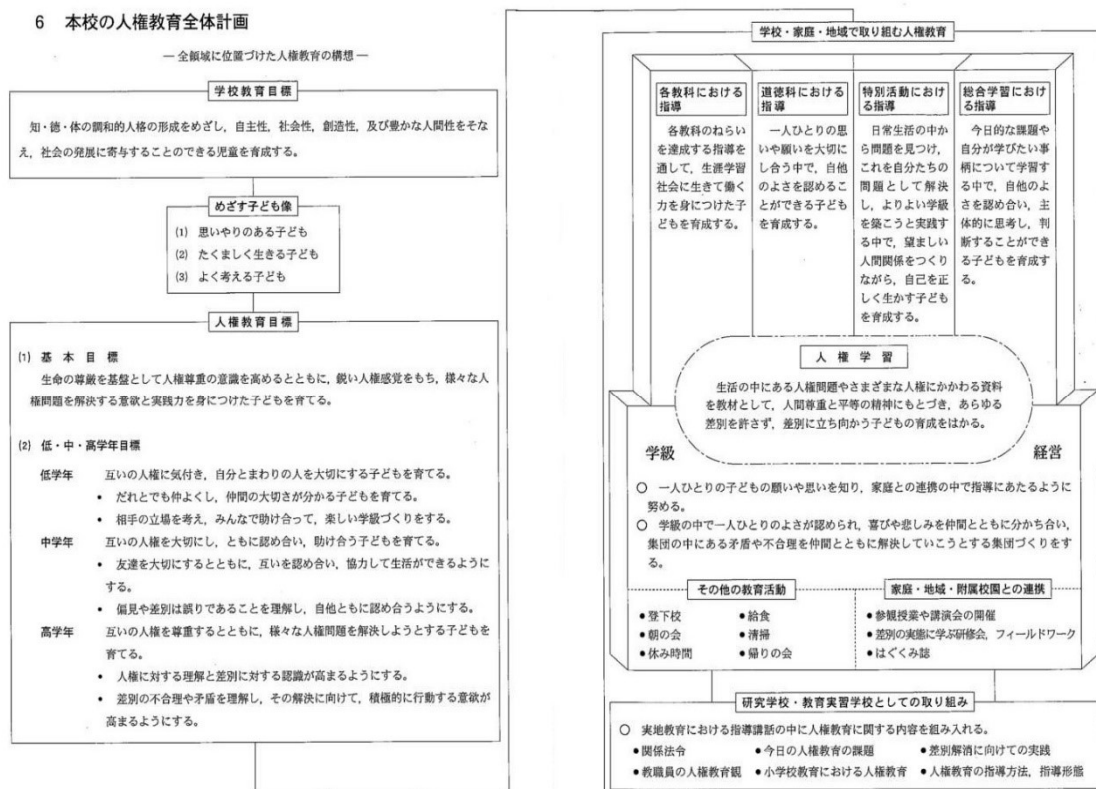 6 本校の人権教育全体計画
― 全領域に位置づけた人権教育の構想 ―
学校教育目標
知・徳・体の調和的人格の形成をめざし，自主性，社会性，創造性，及び豊かな人間性をそな
え，社会の発展に寄与することのできる児童を育成する。
めざす子ども像
(1) 思いやりのある子ども
(2) たくましく生きる子ども
(3) よく考える子ども
人権教育目標
(1) 基本目標
生命の尊厳を基盤として人権尊重の意識を高めるとともに，鋭い人権感覚をもち，様々な人
権問題を解決する意欲と実践力を身につけた子どもを育てる。
(2) 低・中・高学年目標
低学年 互いの人権に気付き，自分とまわりの人を大切にする子どもを育てる。
• だれとでも仲よくし，仲間の大切さが分かる子どもを育てる。
• 相手の立場を考え，みんなで助け合って，楽しい学級づくりをする。
中学年 互いの人権を大切にし，ともに認め合い，助け合う子どもを育てる。
• 友達を大切にするとともに，互いを認め合い，協力して生活ができるように
する。
• 偏見や差別は誤りであることを理解し，自他ともに認め合うようにする。
高学年 互いの人権を尊重するとともに，様々な人権問題を解決しようとする子どもを
育てる。
• 人権に対する理解と差別に対する認識が高まるようにする。
• 差別の不合理や矛盾を理解し，その解決に向けて，積極的に行動する意欲が
高まるようにする。
学校・家庭・地域で取り組む人権教育
各教科における
指導
各教科のねらい
を達成する指導を
通して，生涯学習
社会に生きて働く
力を身につけた子
どもを育成する。
道徳科における
指導
一人ひとりの思
いや願いを大切に
し合う中で，自他
のよさを認めるこ
とができる子ども
を育成する。
特別活動におけ
る指導
日常生活の中か
ら問題を見つけ，
これを自分たちの
問題として解決
し，よりよい学級
を築こうと実践す
る中で，望ましい
人間関係をつくり
ながら，自己を正
しく生かす子ども
を育成する。
総合学習におけ
る指導
今日的な課題や
自分が学びたい事
柄について学習す
る中で，自他のよ
さを認め合い，主
体的に思考し，判
断することができ
る子どもを育成す
る。
人権学習
生活の中にある人権問題やさまざまな人権にかかわる資料
を教材として，人間尊重と平等の精神にもとづき，あらゆる
差別を許さず，差別に立ち向かう子どもの育成をはかる。
学級 経営
○ 一人ひとりの子どもの願いや思いを知り，家庭との連携の中で指導にあたるように
努める。
○ 学級の中で一人ひとりのよさが認められ，喜びや悲しみを仲間とともに分かち合い，
集団の中にある矛盾や不合理を仲間とともに解決していこうとする集団づくりをす
る。
その他の教育活動
●登下校 ●給食
●朝の会 ●清掃
●休み時間 ●帰りの会
家庭・地域・附属校園との連携
●参観授業や講演会の開催
●差別の実態に学ぶ研修会，フィールドワーク
●はぐくみ誌
研究学校・教育実習学校としての取り組み
○ 実地教育における指導講話の中に人権教育に関する内容を組み入れる。
●関係法令 ●今日の人権教育の課題 ●差別解消に向けての実践
●教職員の人権教育観 ●小学校教育における人権教育 ●人権教育の指導方法，指導形態